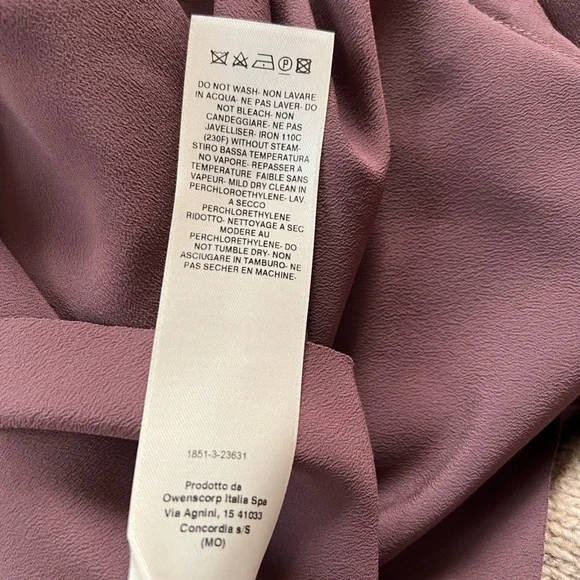 DO NOT WASH- NON LAVARE
IN ACQUA- NE PAS LAVER- DO
NOT BLEACH- NON
CANDEGGIARE- NE PAS
JAVELLISER- IRON 110C
(230F) WITHOUT STEAM-
STIRO BASSA TEMPERATURA
NO VAPORE- REPASSER A
TEMPERATURE FAIBLE SANS
VAPEUR- MILD DRY CLEAN IN
PERCHLOROETHYLENE- LAV.
A SECCO
PERCHLORETHYLENE
RIDOTTO- NETTOYAGE A SEC
MODERE AU
PERCHLORETHYLENE- DO
NOT TUMBLE DRY- NON
ASCIUGARE IN TAMBURO- NE
PAS SECHER EN MACHINE-
1851-3-23631
Prodotto da
Owenscorp Italia Spa
Via Agnini, 15 41033
Concordia s/S
(MO)